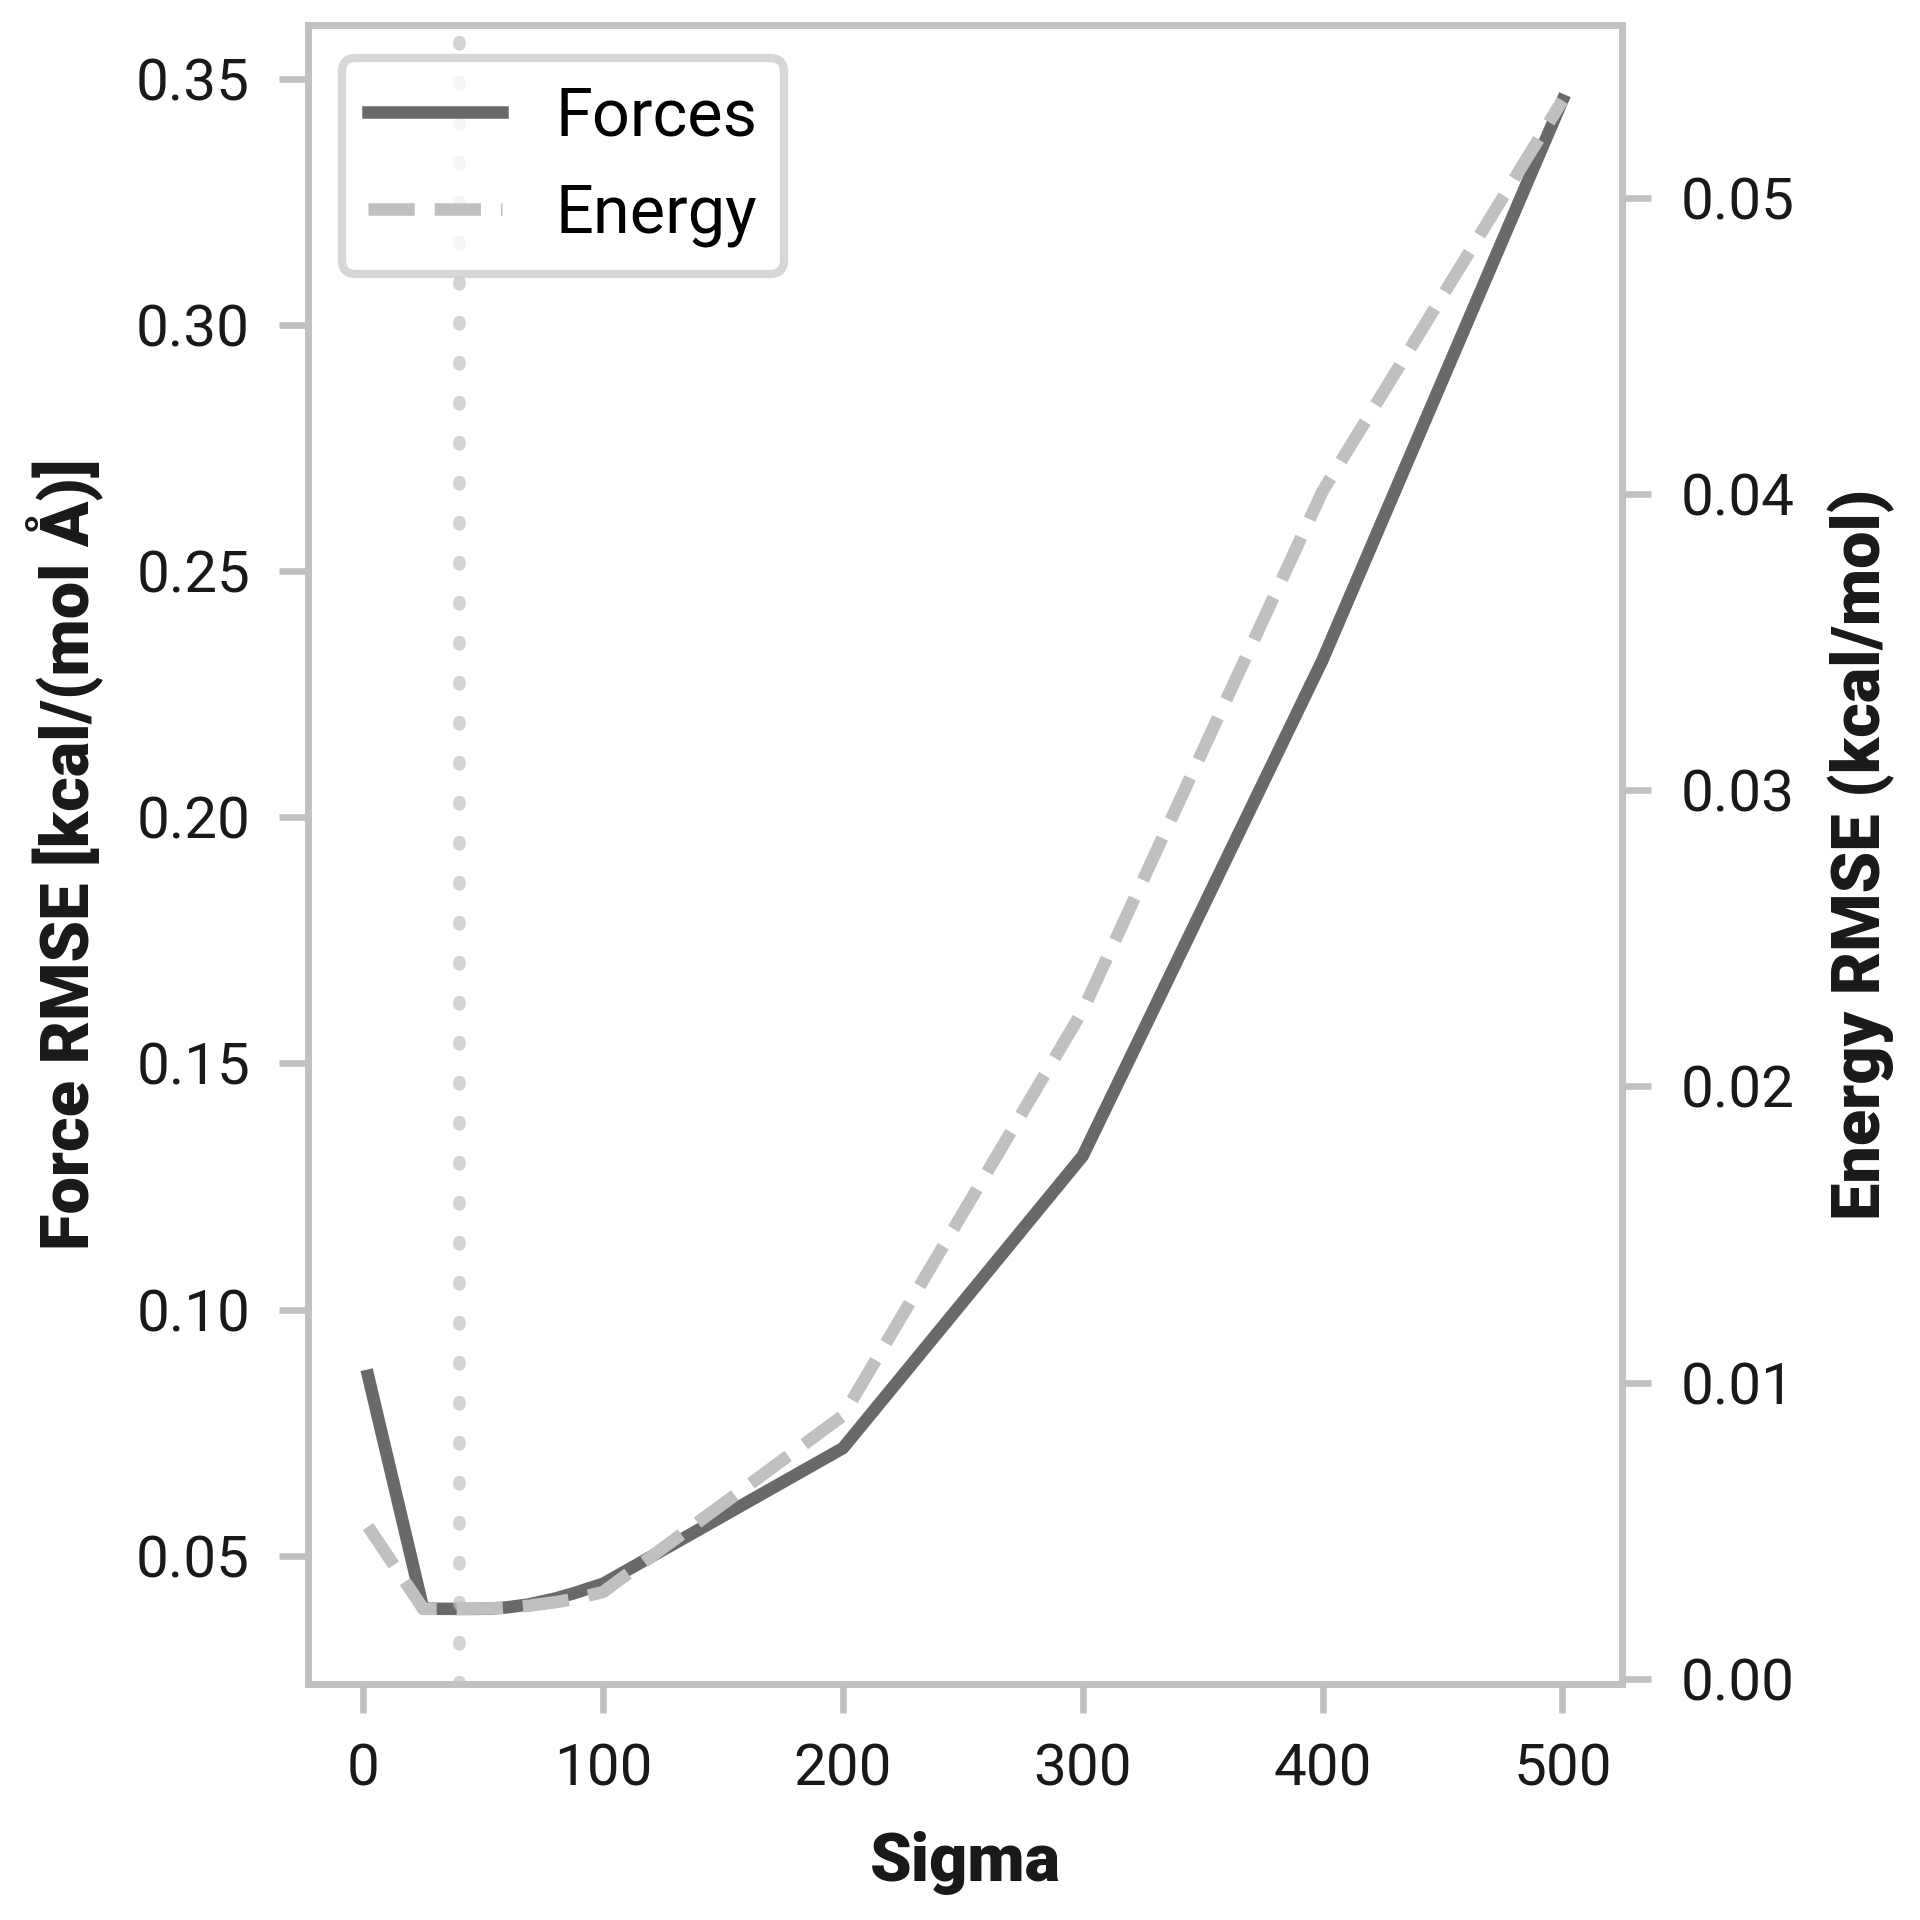 Forces
Energy
0.35
0.30
0.25
0.20
0.15
0.10
0.05
Force RMSE [kcal/(mol Å)]
0.05
0.04
0.03
0.02
0.01
0.00
Energy RMSE (kcal/mol)
0 100 200 300 400 500
Sigma